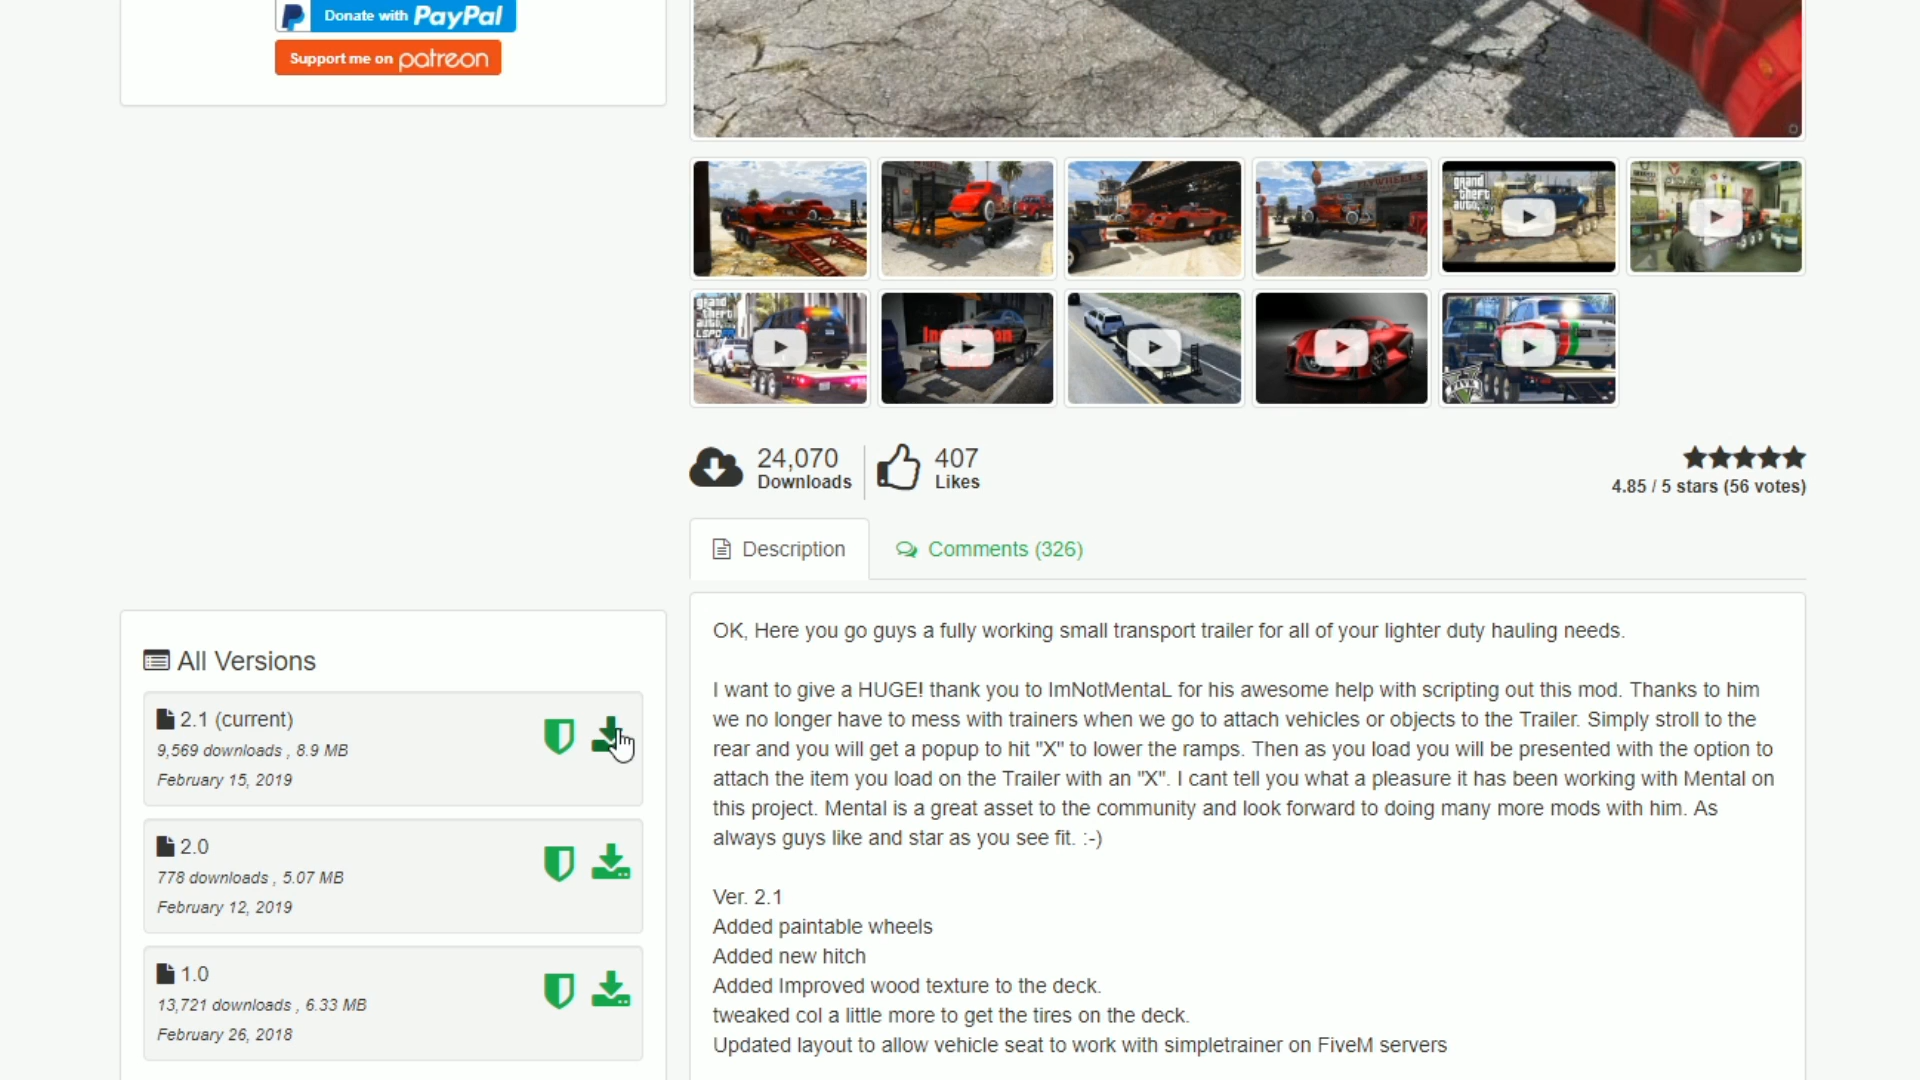 Donate with PayPal
Support me on patreon
grand
theft
auto
grand
theft
auto
24,070
Downloads
407
Likes
4.85 / 5 stars (56 votes)
Description
Comments (326)
All Versions
2.1 (current)
9,569 downloads , 8.9 MB
February 15, 2019
2.0
778 downloads , 5.07 MB
February 12, 2019
1.0
13,721 downloads , 6.33 MB
February 26, 2018
OK, Here you go guys a fully working small transport trailer for all of your lighter duty hauling needs.
I want to give a HUGE! thank you to ImNotMentaL for his awesome help with scripting out this mod. Thanks to him
we no longer have to mess with trainers when we go to attach vehicles or objects to the Trailer. Simply stroll to the
rear and you will get a popup to hit "X" to lower the ramps. Then as you load you will be presented with the option to
attach the item you load on the Trailer with an "X". I cant tell you what a pleasure it has been working with Mental on
this project. Mental is a great asset to the community and look forward to doing many more mods with him. As
always guys like and star as you see fit. :-)
Ver. 2.1
Added paintable wheels
Added new hitch
Added Improved wood texture to the deck.
tweaked col a little more to get the tires on the deck.
Updated layout to allow vehicle seat to work with simpletrainer on FiveM servers